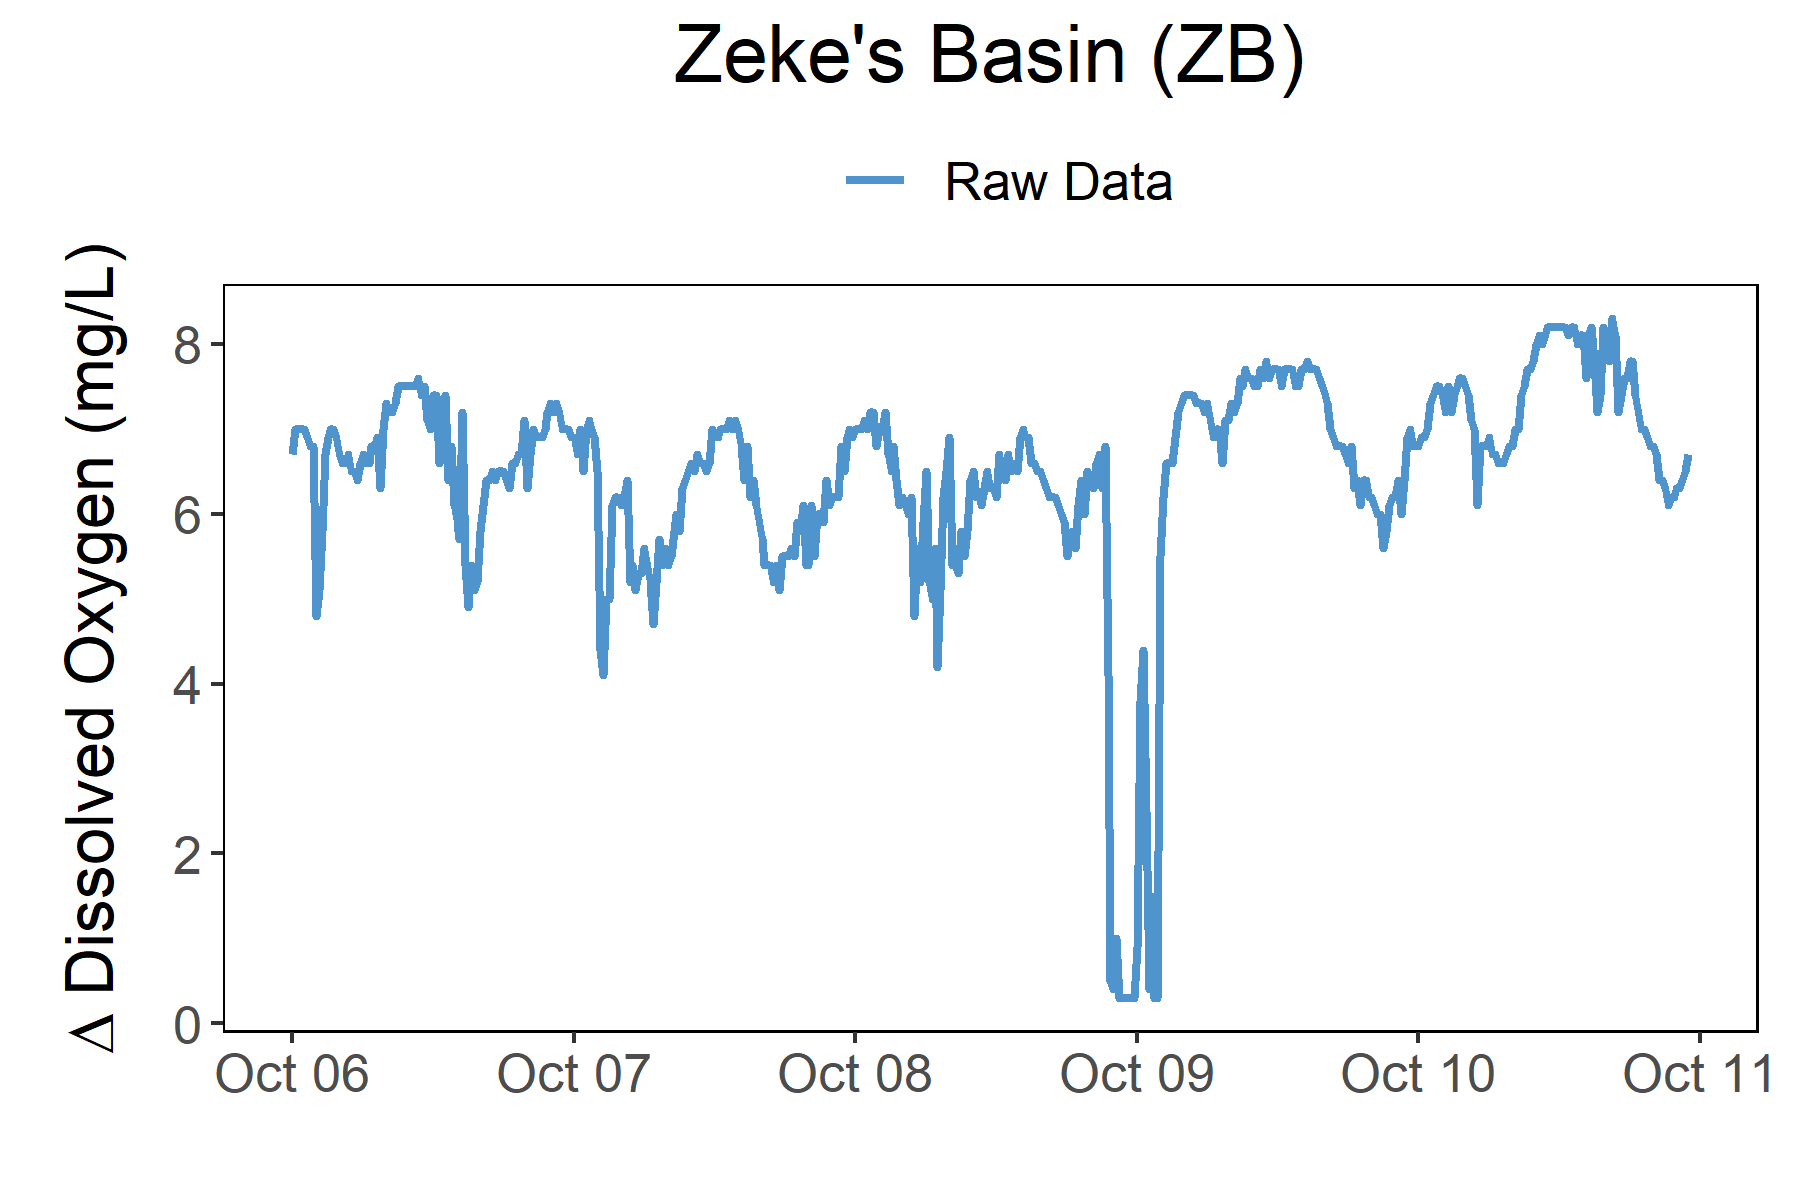 Zeke's Basin (ZB)
Raw Data
Δ Dissolved Oxygen (mg/L)
8
6
4
2
0
Oct 06 Oct 07 Oct 08 Oct 09 Oct 10 Oct 11